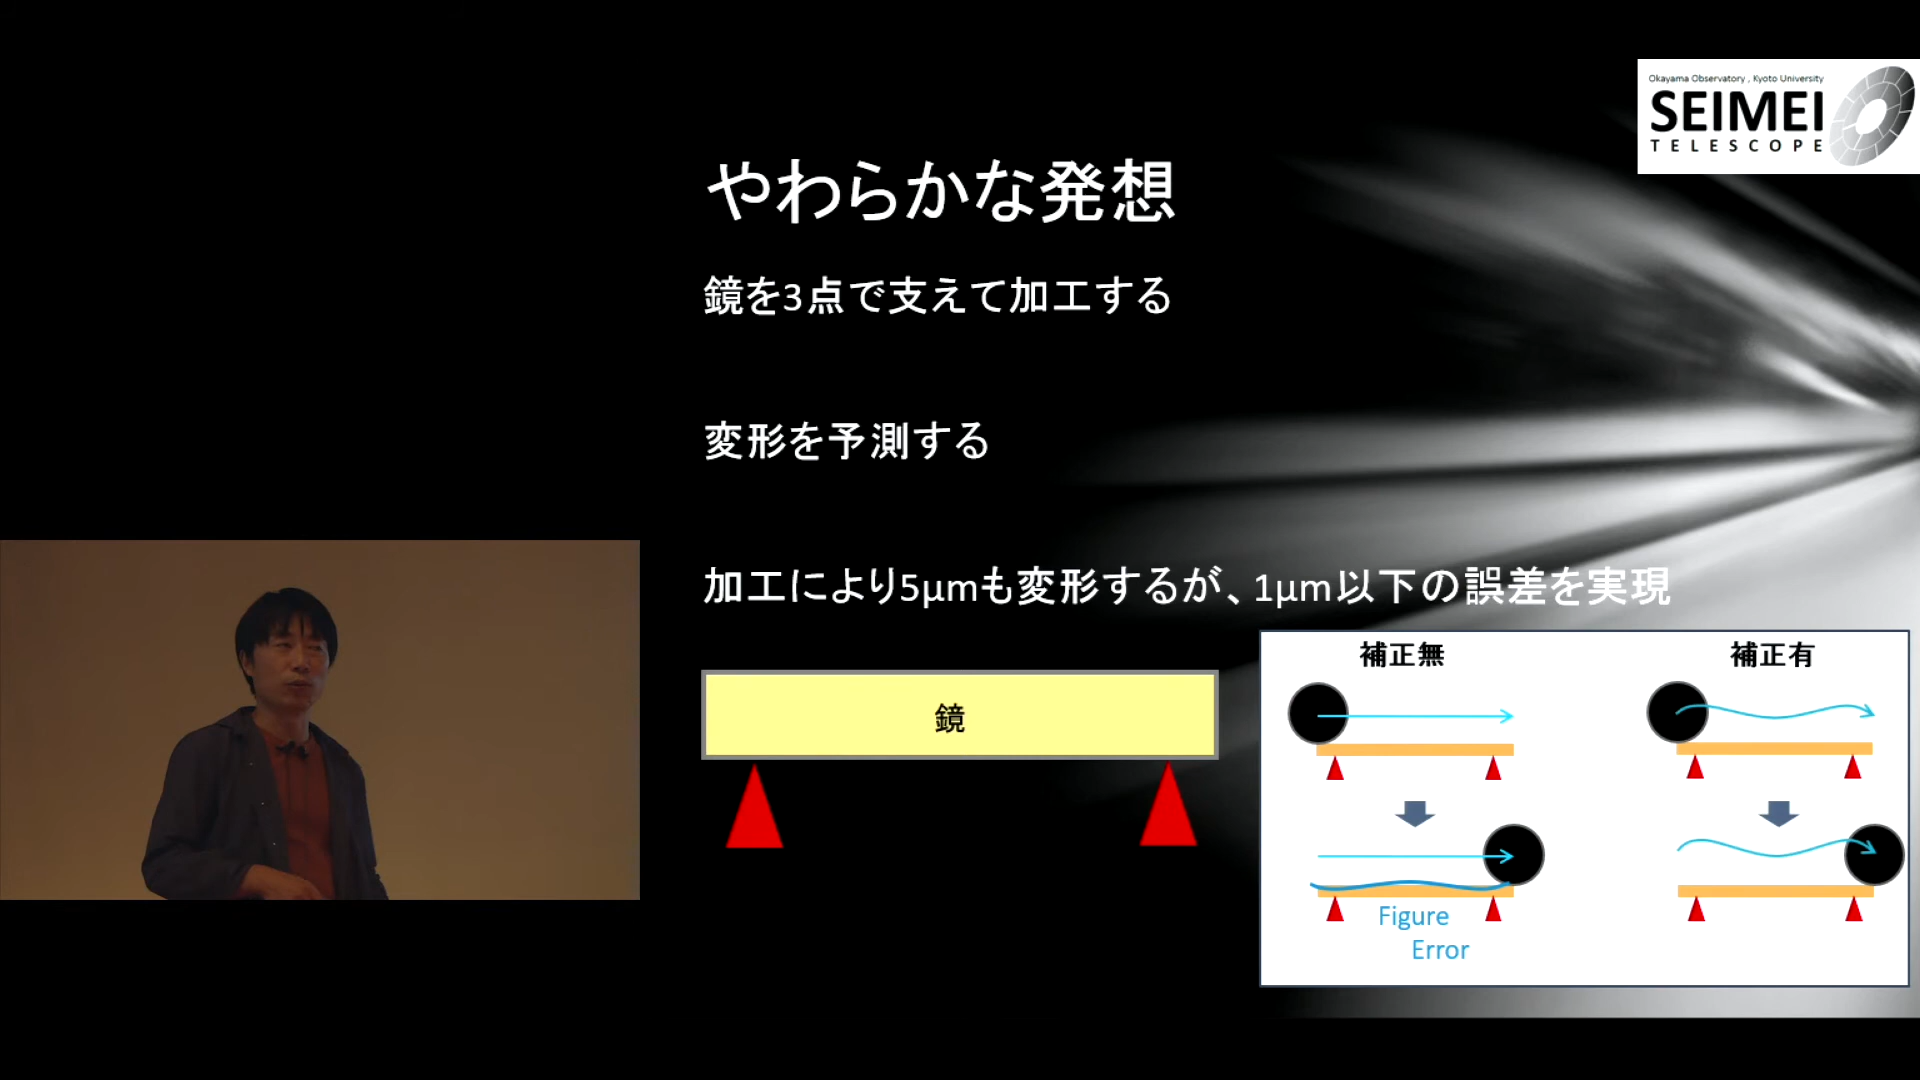 Okayama Observatory , Kyoto University
SEIMEI
TELESCOPE
やわらかな発想
鏡を3点で支えて加工する
変形を予測する
加工により5μmも変形するが、1μm以下の誤差を実現
鏡
補正無
補正有
Figure
Error